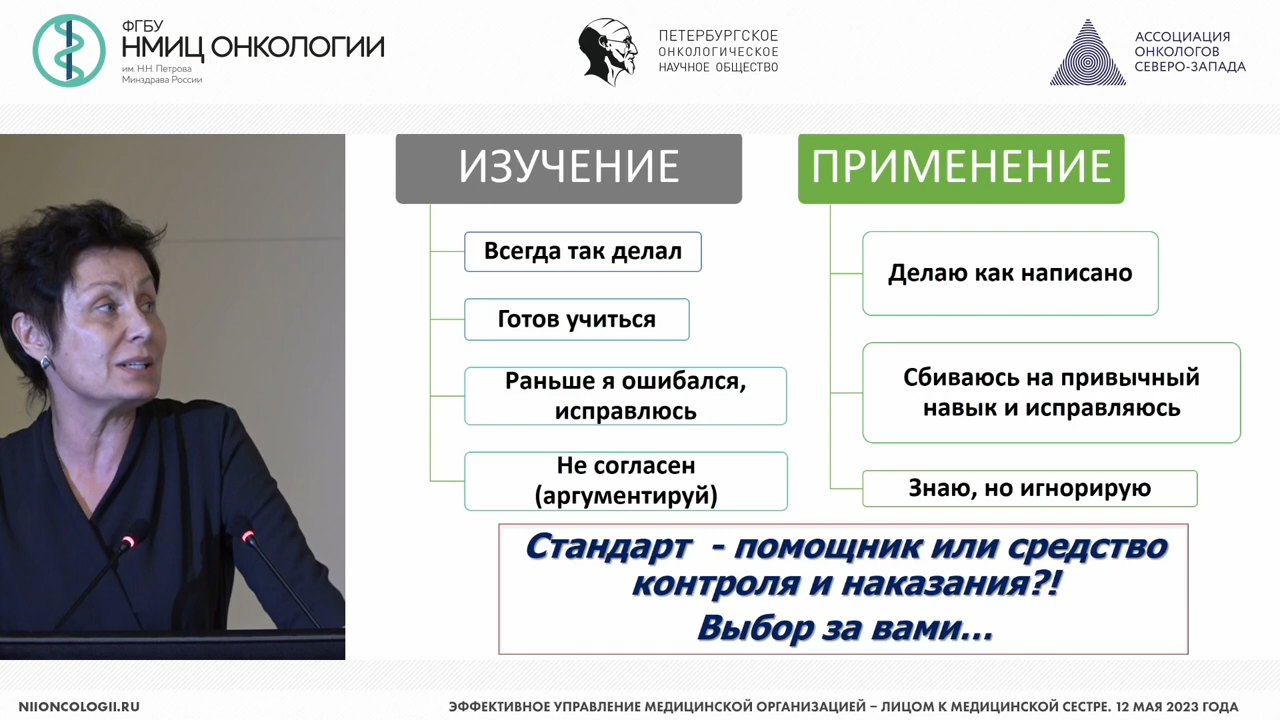 ФГБУ
НМИЦ ОНКОЛОГИИ
им. Н.Н. Петрова
Минздрава России
ПЕТЕРБУРГСКОЕ
ОНКОЛОГИЧЕСКОЕ
НАУЧНОЕ ОБЩЕСТВО
АССОЦИАЦИЯ
ОНКОЛОГОВ
СЕВЕРО-ЗАПАДА
ИЗУЧЕНИЕ
Всегда так делал
Готов учиться
Раньше я ошибался,
исправлюсь
Не согласен
(аргументируй)
ПРИМЕНЕНИЕ
Делаю как написано
Сбиваюсь на привычный
навык и исправляюсь
Знаю, но игнорирую
Стандарт - помощник или средство
контроля и наказания?!
Выбор за вами...
NIIONCOLOGII.RU
ЭФФЕКТИВНОЕ УПРАВЛЕНИЕ МЕДИЦИНСКОЙ ОРГАНИЗАЦИЕЙ – ЛИЦОМ К МЕДИЦИНСКОЙ СЕСТРЕ. 12 МАЯ 2023 ГОДА